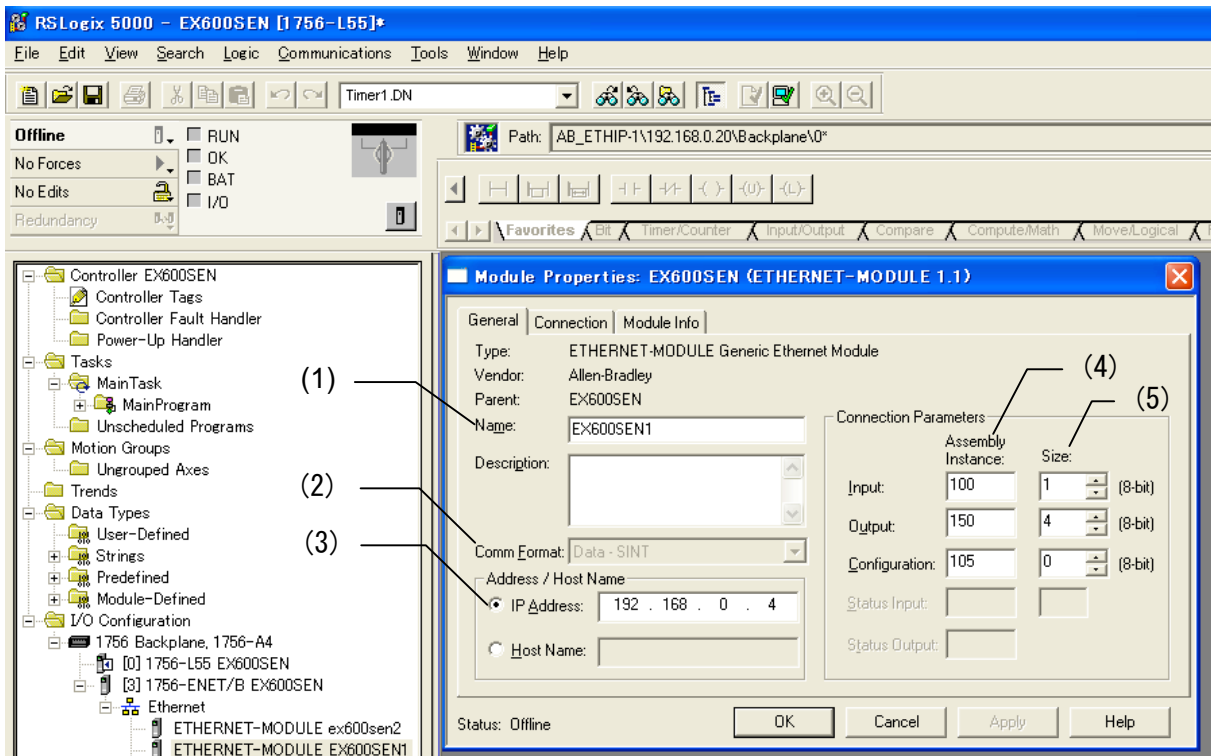 RSLogix 5000 - EX600SEN [1756-L55]*
File Edit View Search Logic Communications Tools Window Help
Timer1.DN
Offline
RUN
No Forces
OK
No Edits
BAT
Redundancy
I/O
Path: AB_ETHIP-1\192.168.0.20\Backplane\0*
Favorites Bit Timer/Counter Input/Output Compare Compute/Math Move/Logical
Controller EX600SEN
Controller Tags
Controller Fault Handler
Power-Up Handler
Tasks
MainTask
MainProgram
Unscheduled Programs
Motion Groups
Ungrouped Axes
Trends
Data Types
User-Defined
Strings
Predefined
Module-Defined
I/O Configuration
1756 Backplane, 1756-A4
[0] 1756-L55 EX600SEN
[3] 1756-ENET/B EX600SEN
Ethernet
ETHERNET-MODULE ex600sen2
ETHERNET-MODULE EX600SEN1
(1)
(2)
(3)
(4)
(5)
Module Properties: EX600SEN (ETHERNET-MODULE 1.1)
General Connection Module Info
Type: ETHERNET-MODULE Generic Ethernet Module
Vendor: Allen-Bradley
Parent: EX600SEN
Name: EX600SEN1
Description:
Comm Format: Data - SINT
Address / Host Name
IP Address: 192 . 168 . 0 . 4
Host Name:
Connection Parameters
Assembly Instance: Size:
Input: 100 1 (8-bit)
Output: 150 4 (8-bit)
Configuration: 105 0 (8-bit)
Status Input:
Status Output:
Status: Offline
OK Cancel Apply Help